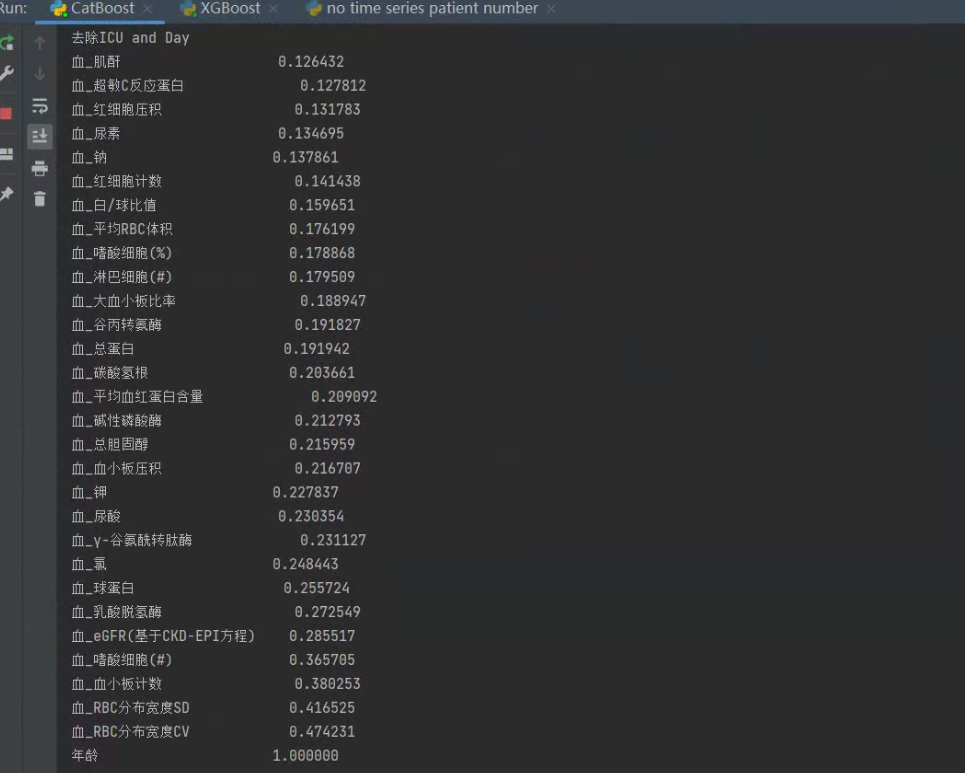 Run: CatBoost × XGBoost × no time series patient number ×
去除ICU and Day
血_肌酐 0.126432
血_超敏C反应蛋白 0.127812
血_红细胞压积 0.131783
血_尿素 0.134695
血_钠 0.137861
血_红细胞计数 0.141438
血_白/球比值 0.159651
血_平均RBC体积 0.176199
血_嗜酸细胞(%) 0.178868
血_淋巴细胞(#) 0.179509
血_大血小板比率 0.188947
血_谷丙转氨酶 0.191827
血_总蛋白 0.191942
血_碳酸氢根 0.203661
血_平均血红蛋白含量 0.209092
血_碱性磷酸酶 0.212793
血_总胆固醇 0.215959
血_血小板压积 0.216707
血_钾 0.227837
血_尿酸 0.230354
血_γ-谷氨酰转肽酶 0.231127
血_氯 0.248443
血_球蛋白 0.255724
血_乳酸脱氢酶 0.272549
血_eGFR(基于CKD-EPI方程) 0.285517
血_嗜酸细胞(#) 0.365705
血_血小板计数 0.380253
血_RBC分布宽度SD 0.416525
血_RBC分布宽度CV 0.474231
年龄 1.000000